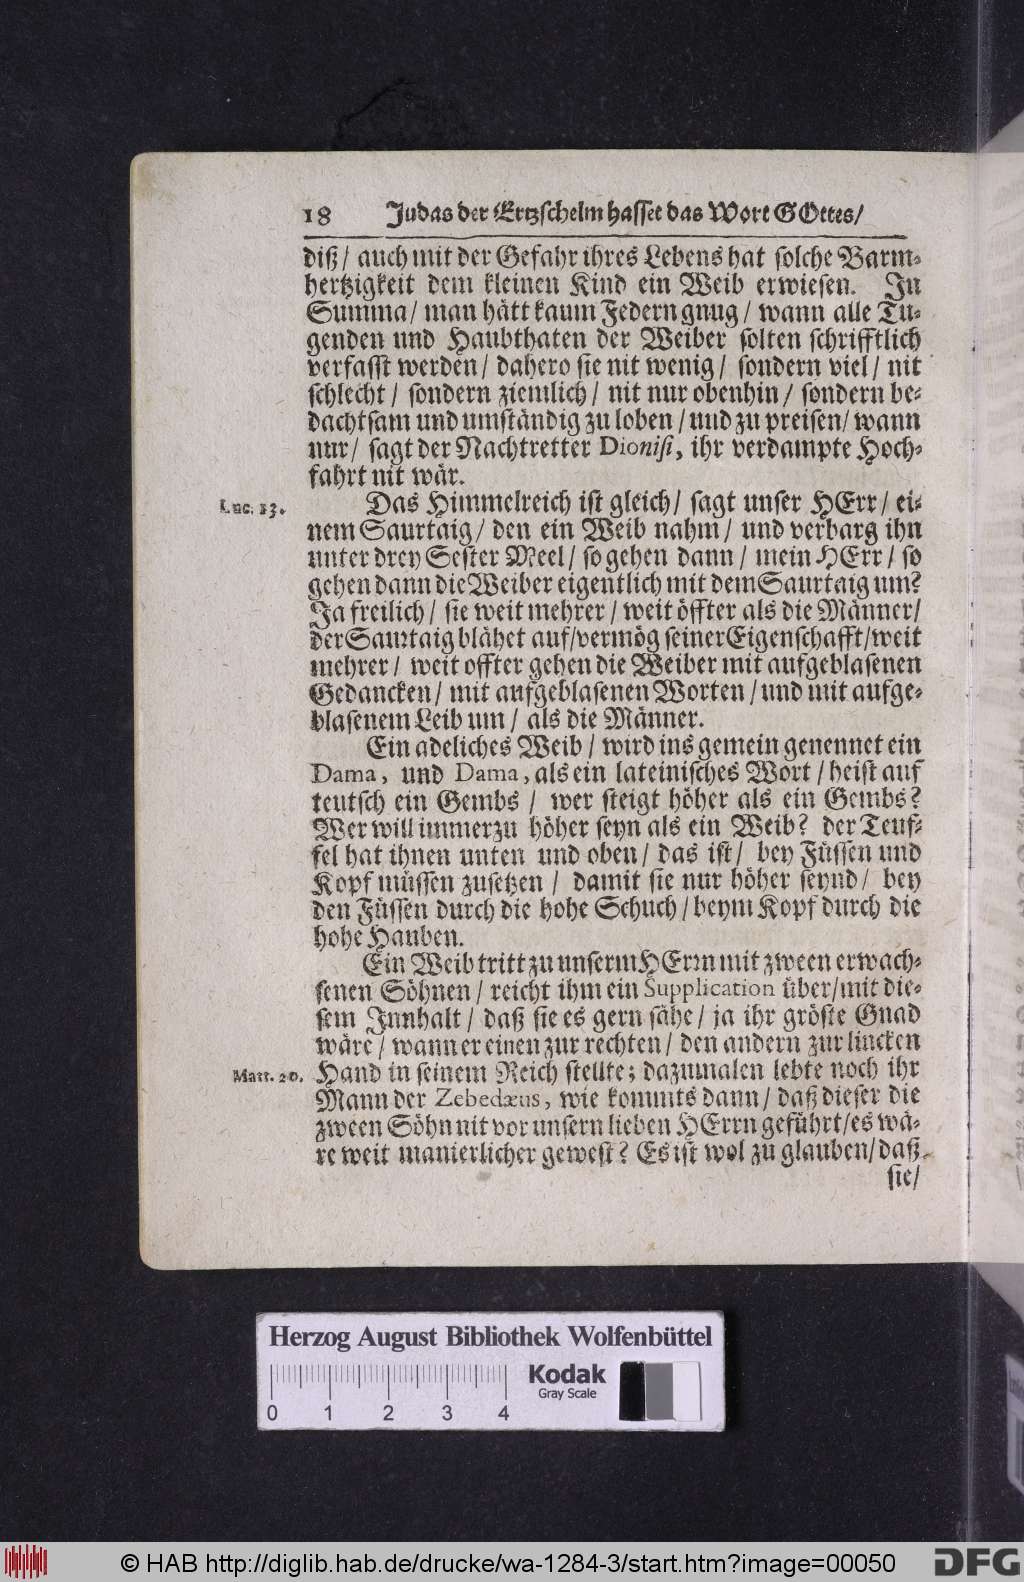 18 Judas der Ertzschelm hasset das Wort GOttes/
diß/ auch mit der Gefahr ihres Lebens hat solche Barm-
hertzigkeit dem kleinen Kind ein Weib erwiesen. In
Summa/ man hätt kaum Federn gnug/ wann alle Tu-
genden und Haubthaten der Weiber solten schrifftlich
verfasst werden/ dahero sie nit wenig/ sondern viel/ nit
schlecht/ sondern ziemlich/ nit nur obenhin/ sondern be-
dachtsam und umständig zu loben/ und zu preisen/ wann
nur/ sagt der Nachtretter Dionisi, ihr verdampte Hoch-
fahrt nit wär.
Luc. 13. Das Himmelreich ist gleich/ sagt unser HErr/ ei-
nem Saurtaig/ den ein Weib nahm/ und verbarg ihn
unter drey Sester Meel/ so gehen dann/ mein HErr/ so
gehen dann die Weiber eigentlich mit dem Saurtaig um?
Ja freilich/ sie weit mehrer/ weit öffter als die Männer/
der Saurtaig blähet auf/ vermög seiner Eigenschafft/ weit
mehrer/ weit offter gehen die Weiber mit aufgeblasenen
Gedancken/ mit aufgeblasenen Worten/ und mit aufge-
blasenem Leib um/ als die Männer.
Ein adeliches Weib/ wird ins gemein genennet ein
Dama, und Dama, als ein lateinisches Wort/ heist auf
teutsch ein Gembs/ wer steigt höher als ein Gembs?
Wer will immerzu höher seyn als ein Weib? der Teuf-
fel hat ihnen unten und oben/ das ist/ bey Füssen und
Kopf müssen zusetzen/ damit sie nur höher seynd/ bey
den Füssen durch die hohe Schuch/ beym Kopf durch die
hohe Hauben.
Ein Weib tritt zu unserm HErrn mit zween erwach-
senen Söhnen/ reicht ihm ein Supplication über/ mit die-
sem Innhalt/ daß sie es gern sähe/ ja ihr gröste Gnad
wäre/ wann er einen zur rechten/ den andern zur lincken
Matt. 20. Hand in seinem Reich stellte; dazumalen lebte noch ihr
Mann der Zebedæus, wie kommts dann/ daß dieser die
zween Söhn nit vor unsern lieben HErrn geführt/ es wä-
re weit manierlicher gewest? Es ist wol zu glauben/ daß
sie/
Herzog August Bibliothek Wolfenbüttel
Kodak
Gray Scale
0 1 2 3 4
© HAB http://diglib.hab.de/drucke/wa-1284-3/start.htm?image=00050
DFG